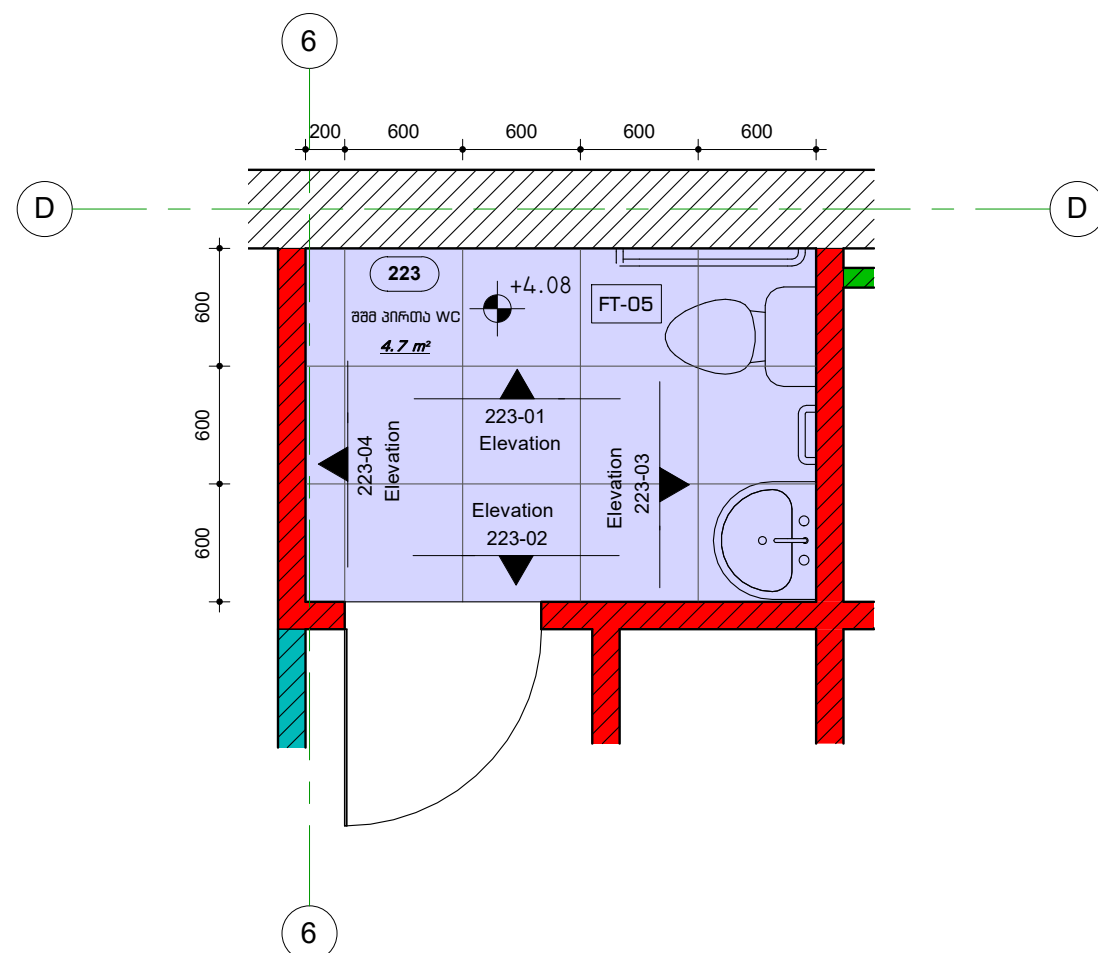 6
200 600 600 600 600
D D
223
+4.08
FT-05
შშმ პირთა WC
4.7 m²
600
600
600
223-01
Elevation
223-04
Elevation
Elevation
223-03
Elevation
223-02
6